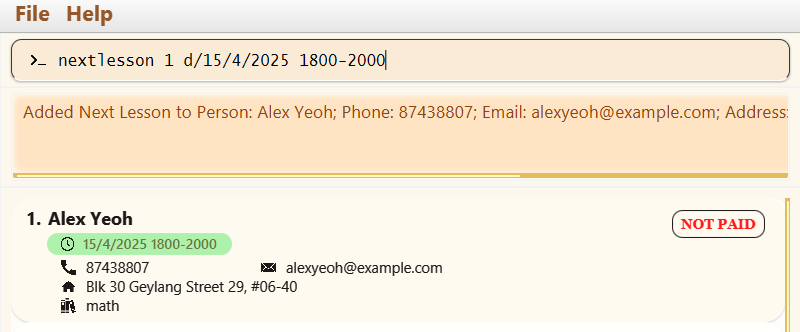 File Help
nextlesson 1 d/15/4/2025 1800-2000
Added Next Lesson to Person: Alex Yeoh; Phone: 87438807; Email: alexyeoh@example.com; Address:
1. Alex Yeoh
NOT PAID
15/4/2025 1800-2000
87438807 alexyeoh@example.com
Blk 30 Geylang Street 29, #06-40
math